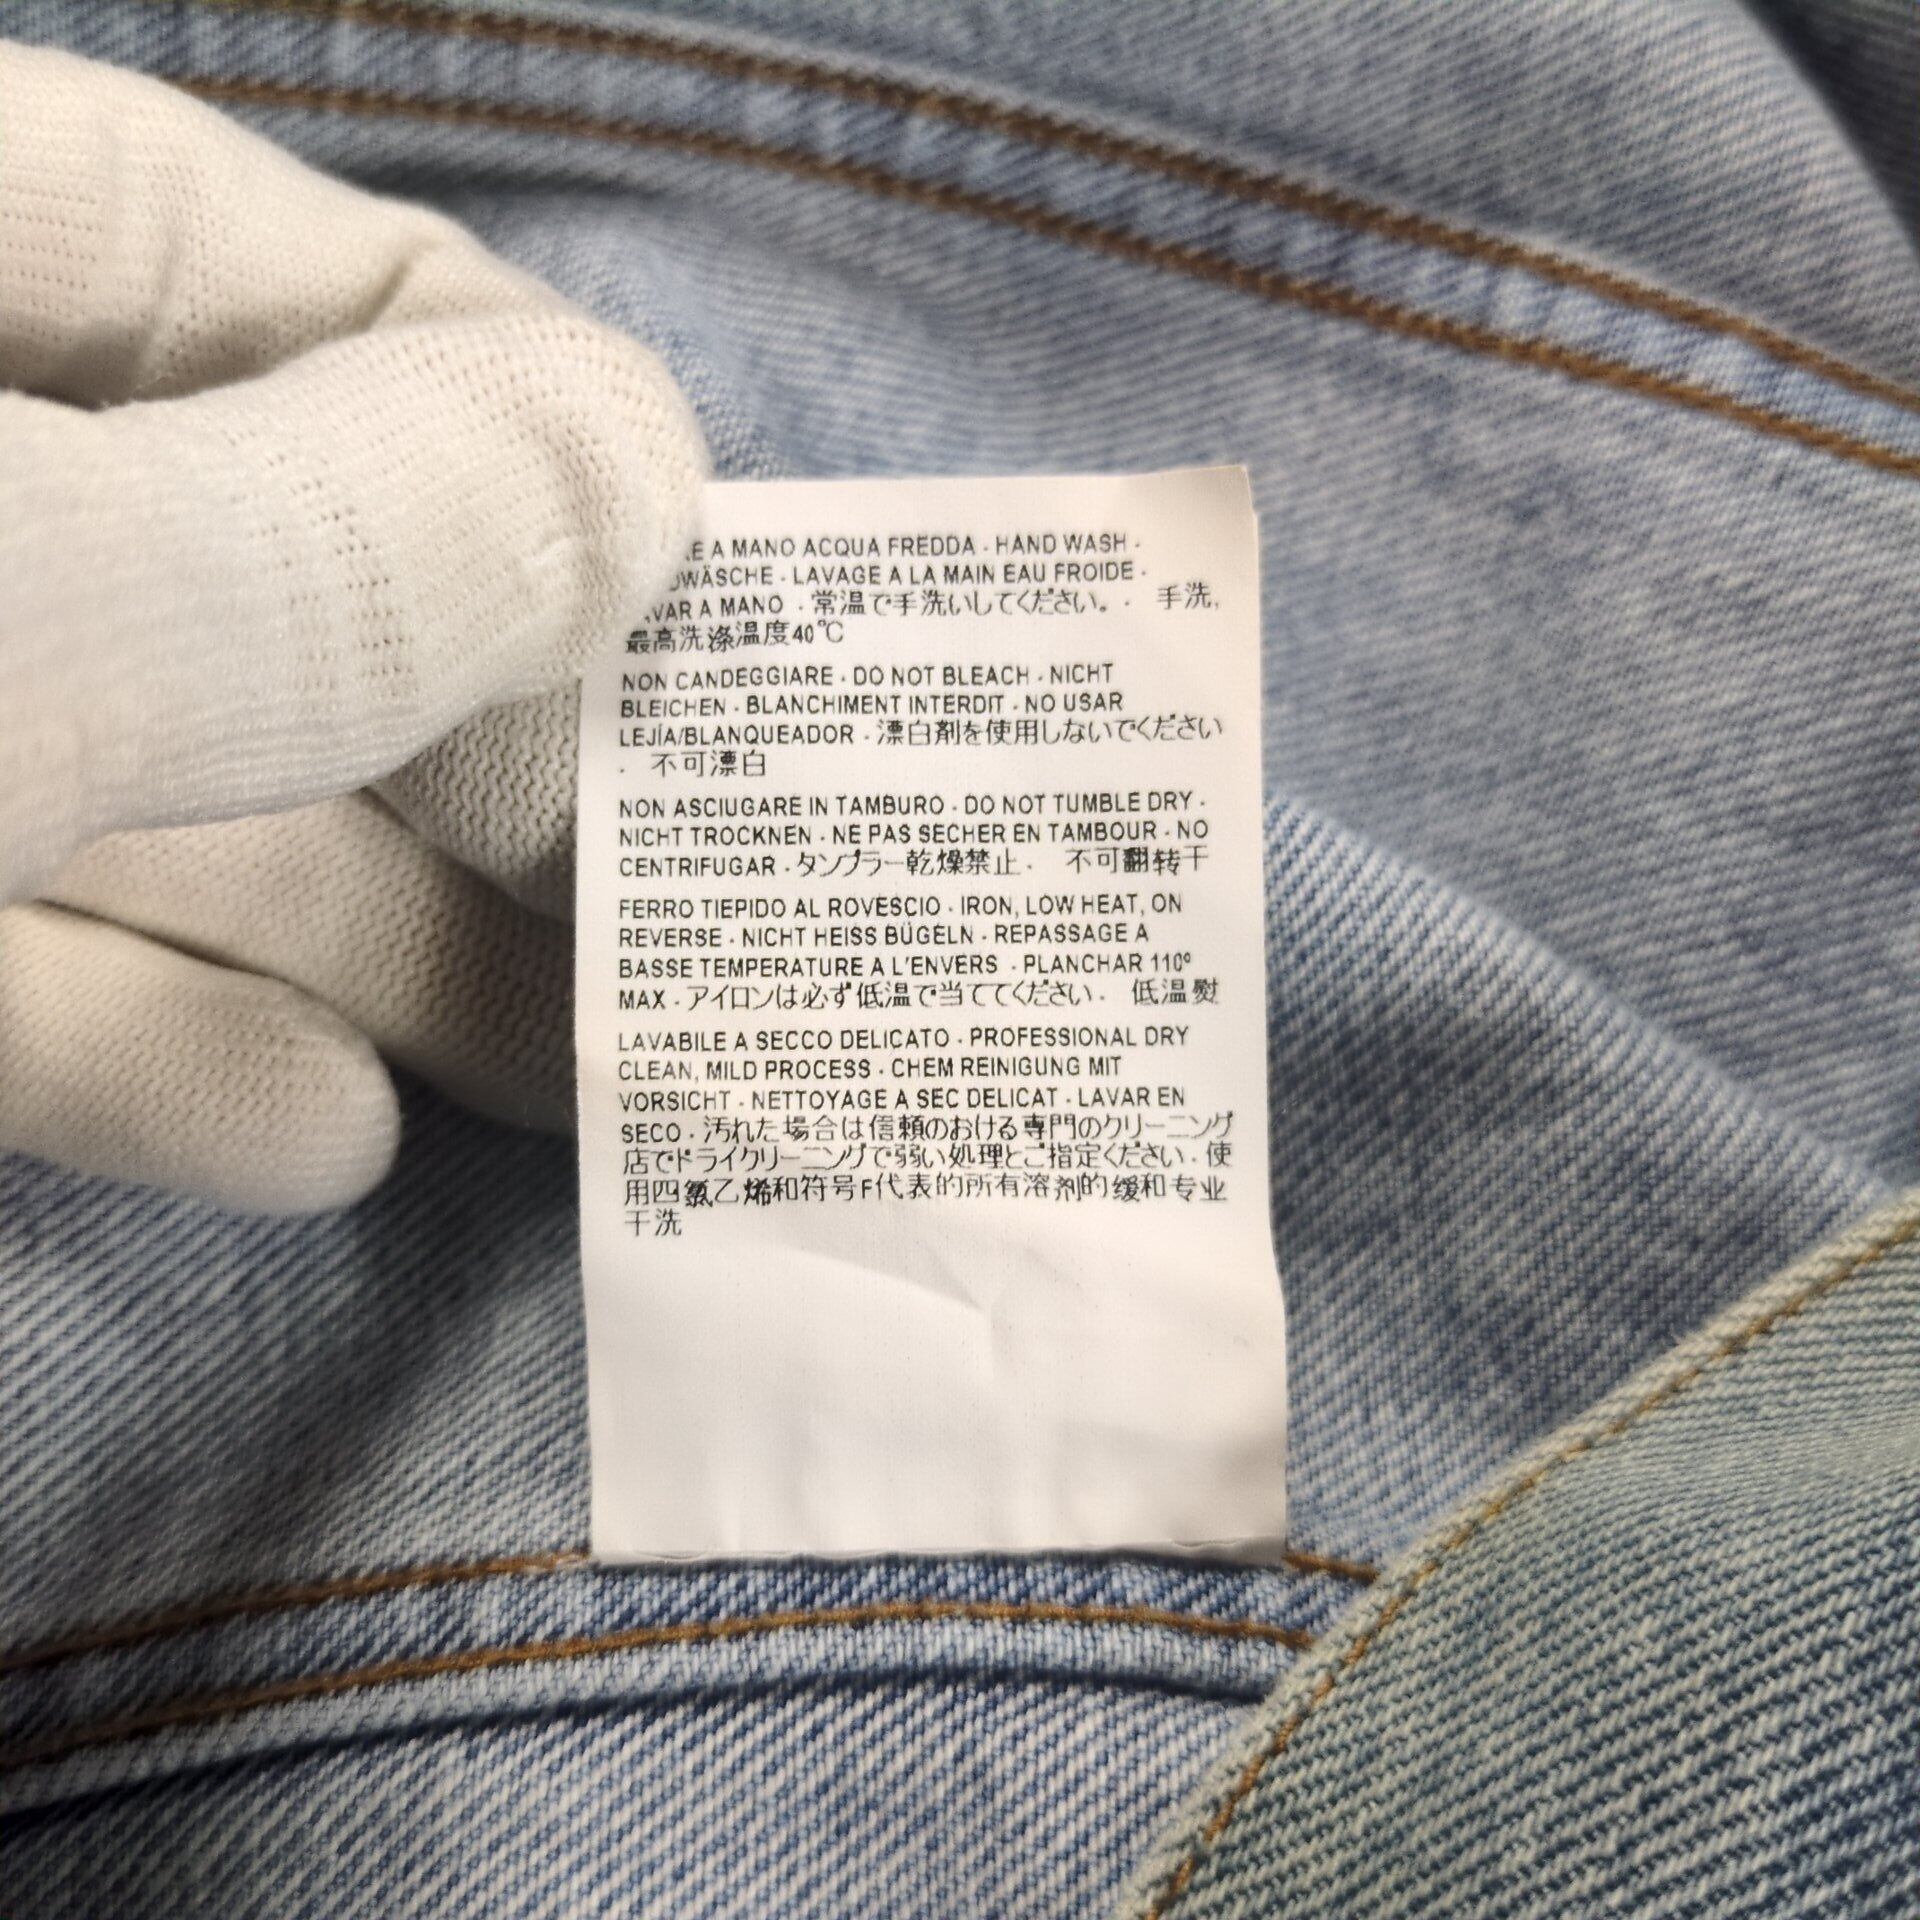 A MANO ACQUA FREDDA - HAND WASH -
LAVAGE A LA MAIN EAU FROIDE -
A MANO - 常温で手洗いしてください。 - 手洗,
最高洗涤温度40℃
NON CANDEGGIARE - DO NOT BLEACH - NICHT
BLEICHEN - BLANCHIMENT INTERDIT - NO USAR
LEJÍA/BLANQUEADOR - 漂白剤を使用しないでください
- 不可漂白
NON ASCIUGARE IN TAMBURO - DO NOT TUMBLE DRY -
NICHT TROCKNEN - NE PAS SECHER EN TAMBOUR - NO
CENTRIFUGAR - タンブラー乾燥禁止 - 不可翻转干
FERRO TIEPIDO AL ROVESCIO - IRON, LOW HEAT, ON
REVERSE - NICHT HEISS BÜGELN - REPASSAGE A
BASSE TEMPERATURE A L'ENVERS - PLANCHAR 110º
MAX - アイロンは必ず低温で当ててください - 低温熨
LAVABILE A SECCO DELICATO - PROFESSIONAL DRY
CLEAN, MILD PROCESS - CHEM REINIGUNG MIT
VORSICHT - NETTOYAGE A SEC DELICAT - LAVAR EN
SECO - 汚れた場合は信頼のおける専門のクリーニング
店でドライクリーニングで弱い処理とご指定ください - 使
用四氯乙烯和符号F代表的所有溶剂的缓和专业
干洗